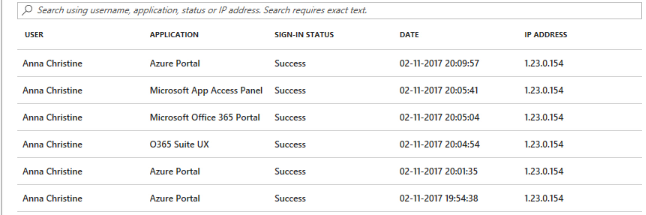 Search using username, application, status or IP address. Search requires exact text.
USER APPLICATION SIGN-IN STATUS DATE IP ADDRESS
Anna Christine Azure Portal Success 02-11-2017 20:09:57 1.23.0.154
Anna Christine Microsoft App Access Panel Success 02-11-2017 20:05:41 1.23.0.154
Anna Christine Microsoft Office 365 Portal Success 02-11-2017 20:05:04 1.23.0.154
Anna Christine O365 Suite UX Success 02-11-2017 20:04:54 1.23.0.154
Anna Christine Azure Portal Success 02-11-2017 20:01:35 1.23.0.154
Anna Christine Azure Portal Success 02-11-2017 19:54:38 1.23.0.154